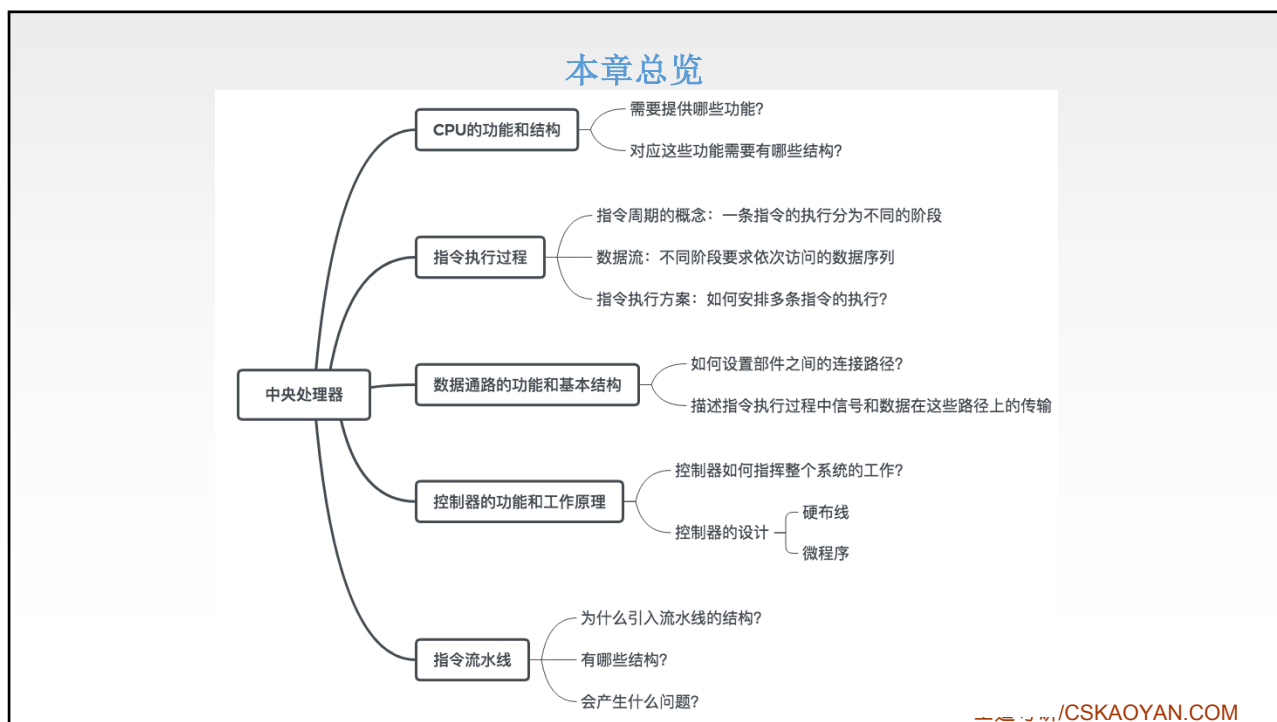 本章总览
CPU的功能和结构
需要提供哪些功能?
对应这些功能需要有哪些结构?
指令执行过程
指令周期的概念：一条指令的执行分为不同的阶段
数据流：不同阶段要求依次访问的数据序列
指令执行方案：如何安排多条指令的执行?
中央处理器
数据通路的功能和基本结构
如何设置部件之间的连接路径?
描述指令执行过程中信号和数据在这些路径上的传输
控制器的功能和工作原理
控制器如何指挥整个系统的工作?
控制器的设计
硬布线
微程序
指令流水线
为什么引入流水线的结构?
有哪些结构?
会产生什么问题?
/CSKAOYAN.COM